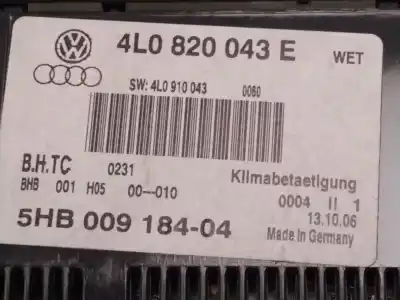 4L0 820 043 E
WET
SW: 4L0 910 043 0060
B.H.TC 0231
BHB 001 H05 00-010
Klimabetaetigung
0004 II 1
5HB 009 184-04
13.10.06
Made in Germany